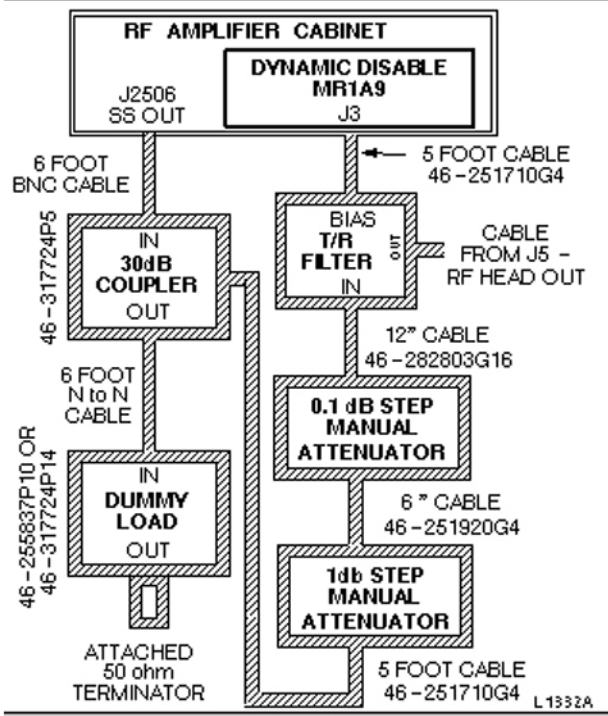 RF AMPLIFIER CABINET
DYNAMIC DISABLE
MR1A9
J3
J2506
SS OUT
6 FOOT
BNC CABLE
5 FOOT CABLE
46-251710G4
46-317724P5
IN
30dB
COUPLER
OUT
BIAS
T/R
FILTER
OUT
IN
CABLE
FROM J5 -
RF HEAD OUT
12" CABLE
46-282803G16
6 FOOT
N to N
CABLE
0.1 dB STEP
MANUAL
ATTENUATOR
46-255837P10 OR
46-317724P14
IN
DUMMY
LOAD
OUT
6" CABLE
46-251920G4
1db STEP
MANUAL
ATTENUATOR
ATTACHED
50 ohm
TERMINATOR
5 FOOT CABLE
46-251710G4
L1332A